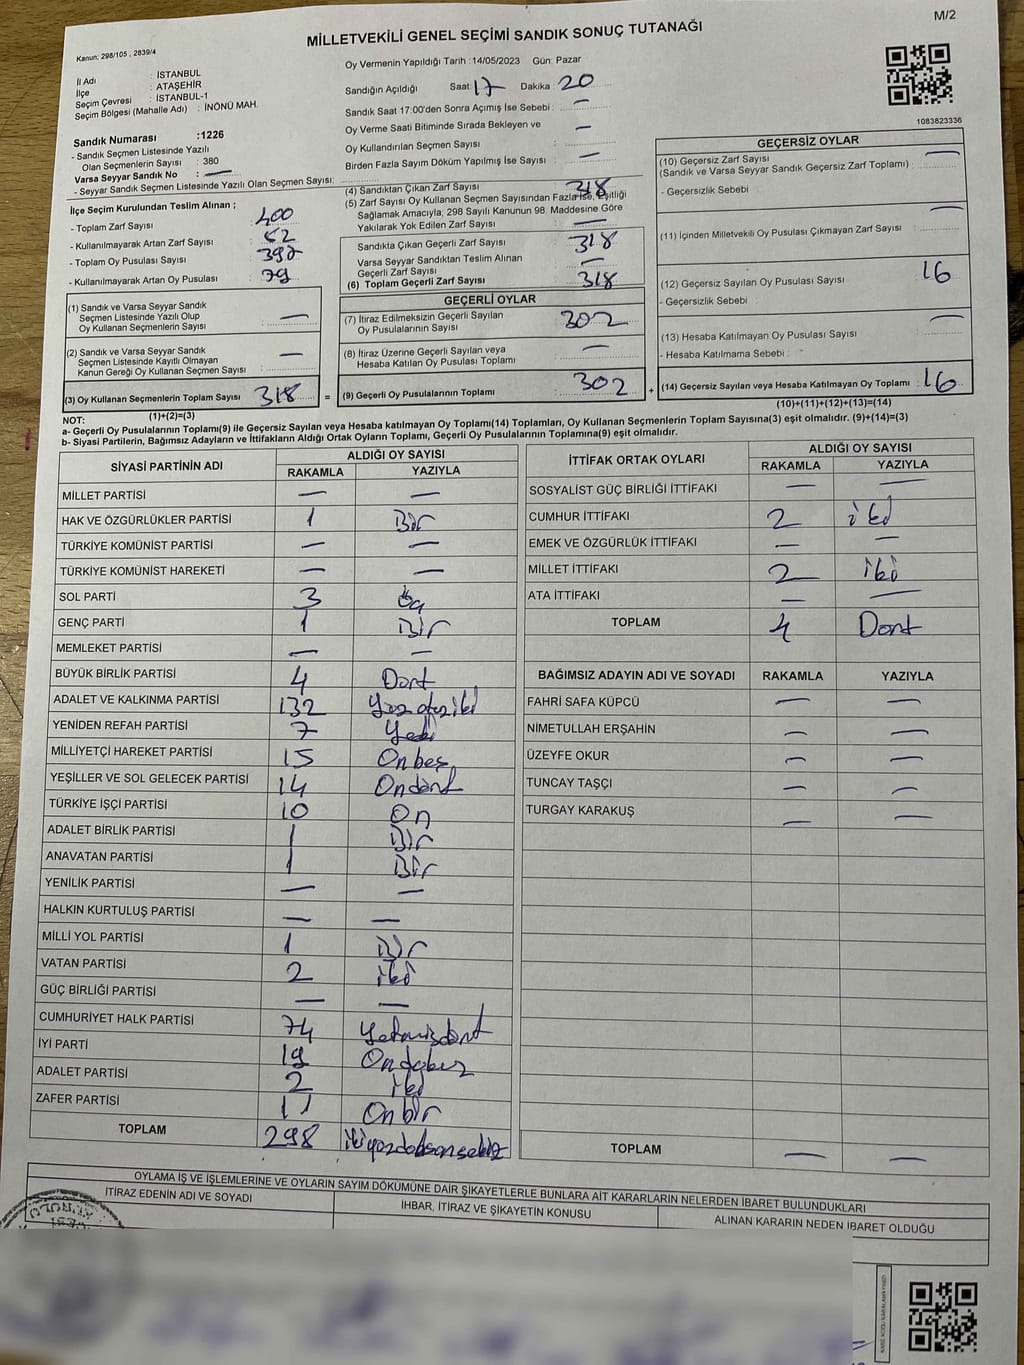 M/2
MİLLETVEKİLİ GENEL SEÇİMİ SANDIK SONUÇ TUTANAĞI
Kanun: 298/105 , 2839/4
İl Adı : İSTANBUL
İlçe : ATAŞEHİR
Seçim Çevresi : İSTANBUL-1
Seçim Bölgesi (Mahalle Adı) : İNÖNÜ MAH.
Sandık Numarası :1226
- Sandık Seçmen Listesinde Yazılı
Olan Seçmenlerin Sayısı : 380
Varsa Seyyar Sandık No : —
- Seyyar Sandık Seçmen Listesinde Yazılı Olan Seçmen Sayısı:
Oy Vermenin Yapıldığı Tarih :14/05/2023 Gün: Pazar
Sandığın Açıldığı Saat: 17 Dakika : 20
Sandık Saat 17:00'den Sonra Açımış İse Sebebi : —
Oy Verme Saati Bitiminde Sırada Bekleyen ve
Oy Kullandırılan Seçmen Sayısı —
Birden Fazla Sayım Döküm Yapılmış İse Sayısı : —
1083823336
İlçe Seçim Kurulundan Teslim Alınan ;
- Toplam Zarf Sayısı : 400
- Kullanılmayarak Artan Zarf Sayısı : 82
- Toplam Oy Pusulası Sayısı : 397
- Kullanılmayarak Artan Oy Pusulası : 79
(1) Sandık ve Varsa Seyyar Sandık
Seçmen Listesinde Yazılı Olup
Oy Kullanan Seçmenlerin Sayısı : —
(2) Sandık ve Varsa Seyyar Sandık
Seçmen Listesinde Kayıtlı Olmayan
Kanun Gereği Oy Kullanan Seçmen Sayısı : —
(3) Oy Kullanan Seçmenlerin Toplam Sayısı : 318
(1)+(2)=(3)
(4) Sandıktan Çıkan Zarf Sayısı : 318
(5) Zarf Sayısı Oy Kullanan Seçmen Sayısından Fazla İse, Eşitliği
Sağlamak Amacıyla, 298 Sayılı Kanunun 98. Maddesine Göre
Yakılarak Yok Edilen Zarf Sayısı : —
Sandıkta Çıkan Geçerli Zarf Sayısı : 318
Varsa Seyyar Sandıktan Teslim Alınan
Geçerli Zarf Sayısı : —
(6) Toplam Geçerli Zarf Sayısı : 318
GEÇERLİ OYLAR
(7) İtiraz Edilmeksizin Geçerli Sayılan
Oy Pusulalarının Sayısı : 302
(8) İtiraz Üzerine Geçerli Sayılan veya
Hesaba Katılan Oy Pusulası Toplamı : —
= (9) Geçerli Oy Pusulalarının Toplamı : 302 +
GEÇERSİZ OYLAR
(10) Geçersiz Zarf Sayısı —
(Sandık ve Varsa Seyyar Sandık Geçersiz Zarf Toplamı) :
- Geçersizlik Sebebi
(11) İçinden Milletvekili Oy Pusulası Çıkmayan Zarf Sayısı : —
(12) Geçersiz Sayılan Oy Pusulası Sayısı : 16
- Geçersizlik Sebebi :
(13) Hesaba Katılmayan Oy Pusulası Sayısı : —
- Hesaba Katılmama Sebebi :
(14) Geçersiz Sayılan veya Hesaba Katılmayan Oy Toplamı : 16
(10)+(11)+(12)+(13)=(14)
NOT:
a- Geçerli Oy Pusulalarının Toplamı(9) ile Geçersiz Sayılan veya Hesaba katılmayan Oy Toplamı(14) Toplamları, Oy Kullanan Seçmenlerin Toplam Sayısına(3) eşit olmalıdır. (9)+(14)=(3)
b- Siyasi Partilerin, Bağımsız Adayların ve İttifakların Aldığı Ortak Oyların Toplamı, Geçerli Oy Pusulalarının Toplamına(9) eşit olmalıdır.
SİYASİ PARTİNİN ADI ALDIĞI OY SAYISI
RAKAMLA YAZIYLA
MİLLET PARTİSİ — —
HAK VE ÖZGÜRLÜKLER PARTİSİ 1 Bir
TÜRKİYE KOMÜNİST PARTİSİ — —
TÜRKİYE KOMÜNİST HAREKETİ — —
SOL PARTİ 3
GENÇ PARTİ 1 Bir
MEMLEKET PARTİSİ — —
BÜYÜK BİRLİK PARTİSİ 4 Dört
ADALET VE KALKINMA PARTİSİ 132 Yüzotuziki
YENİDEN REFAH PARTİSİ 7 Yedi
MİLLİYETÇİ HAREKET PARTİSİ 15 Onbeş
YEŞİLLER VE SOL GELECEK PARTİSİ 14 Ondört
TÜRKİYE İŞÇİ PARTİSİ 10 On
ADALET BİRLİK PARTİSİ 1 Bir
ANAVATAN PARTİSİ 1 Bir
YENİLİK PARTİSİ — —
HALKIN KURTULUŞ PARTİSİ — —
MİLLİ YOL PARTİSİ 1 Bir
VATAN PARTİSİ 2 iki
GÜÇ BİRLİĞİ PARTİSİ — —
CUMHURİYET HALK PARTİSİ 74 Yetmişdört
İYİ PARTİ 19 Ondokuz
ADALET PARTİSİ 2 iki
ZAFER PARTİSİ 11 Onbir
TOPLAM 298 ikiyüzdoksansekiz
İTTİFAK ORTAK OYLARI ALDIĞI OY SAYISI
RAKAMLA YAZIYLA
SOSYALİST GÜÇ BİRLİĞİ İTTİFAKI — —
CUMHUR İTTİFAKI 2 iki
EMEK VE ÖZGÜRLÜK İTTİFAKI — —
MİLLET İTTİFAKI 2 iki
ATA İTTİFAKI — —
TOPLAM 4 Dört
BAĞIMSIZ ADAYIN ADI VE SOYADI RAKAMLA YAZIYLA
FAHRİ SAFA KÜPCÜ — —
NİMETULLAH ERŞAHİN — —
ÜZEYFE OKUR — —
TUNCAY TAŞÇI — —
TURGAY KARAKUŞ — —
TOPLAM — —
OYLAMA İŞ VE İŞLEMLERİNE VE OYLARIN SAYIM DÖKÜMÜNE DAİR ŞİKAYETLERLE BUNLARA AİT KARARLARIN NELERDEN İBARET BULUNDUKLARI
İTİRAZ EDENİN ADI VE SOYADI İHBAR, İTİRAZ VE ŞİKAYETİN KONUSU ALINAN KARARIN NEDEN İBARET OLDUĞU